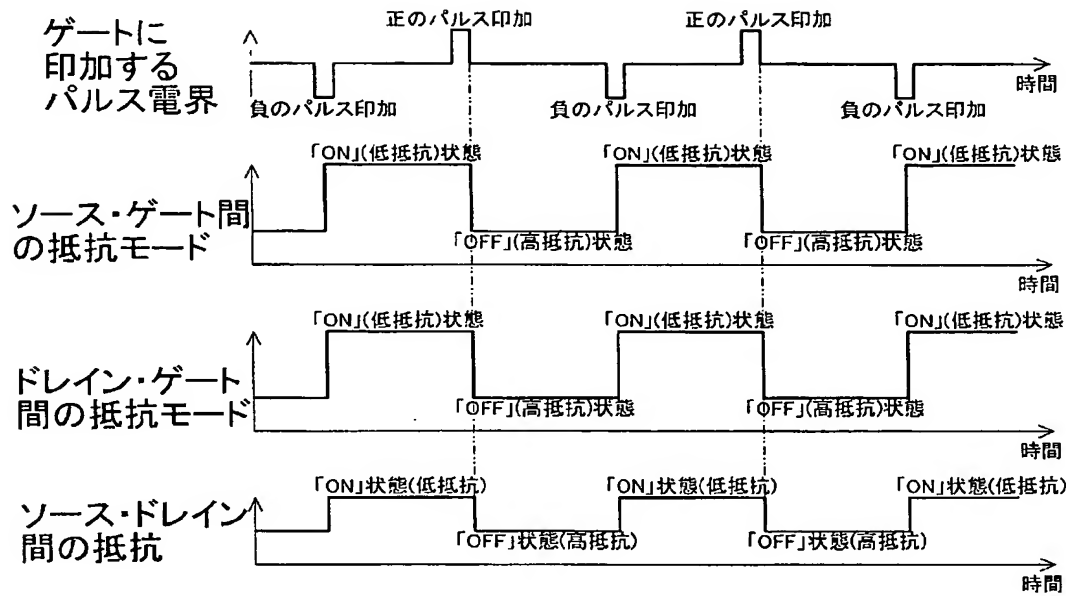 正のパルス印加
正のパルス印加
ゲートに
印加する
パルス電界
時間
負のパルス印加
負のパルス印加
負のパルス印加
「ON」(低抵抗)状態
「ON」(低抵抗)状態
「ON」(低抵抗)状態
ソース・ゲート間
の抵抗モード
「OFF」(高抵抗)状態
「OFF」(高抵抗)状態
時間
「ON」(低抵抗)状態
「ON」(低抵抗)状態
「ON」(低抵抗)状態
ドレイン・ゲート
間の抵抗モード
「OFF」(高抵抗)状態
「OFF」(高抵抗)状態
時間
「ON」状態(低抵抗)
「ON」状態(低抵抗)
「ON」状態(低抵抗)
ソース・ドレイン
間の抵抗
「OFF」状態(高抵抗)
「OFF」状態(高抵抗)
時間